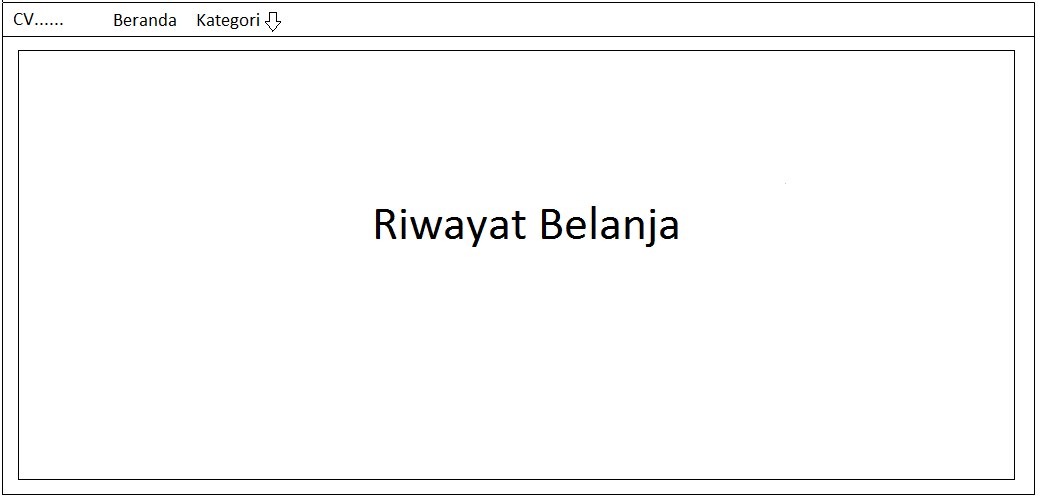 CV...... Beranda Kategori
Riwayat Belanja